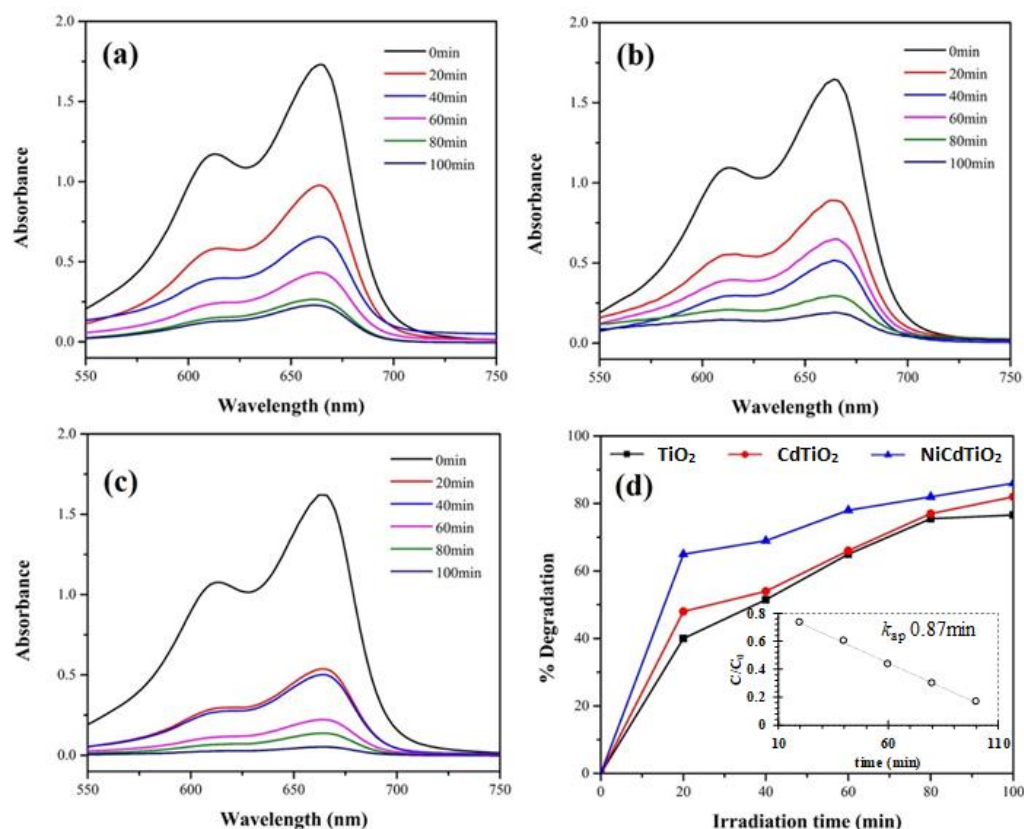 (a)
2.0
1.5
1.0
0.5
0.0
Absorbance
0min
20min
40min
60min
80min
100min
550 600 650 700 750
Wavelength (nm)
(b)
2.0
1.5
1.0
0.5
0.0
Absorbance
0min
20min
40min
60min
80min
100min
550 600 650 700 750
Wavelength (nm)
(c)
2.0
1.5
1.0
0.5
0.0
Absorbance
0min
20min
40min
60min
80min
100min
550 600 650 700 750
Wavelength (nm)
(d)
TiO₂ CdTiO₂ NiCdTiO₂
100
80
60
40
20
0
% Degradation
kap 0.87min
0.8
0.6
0.4
0.2
0
C/C₀
10 60 110
time (min)
0 20 40 60 80 100
Irradiation time (min)